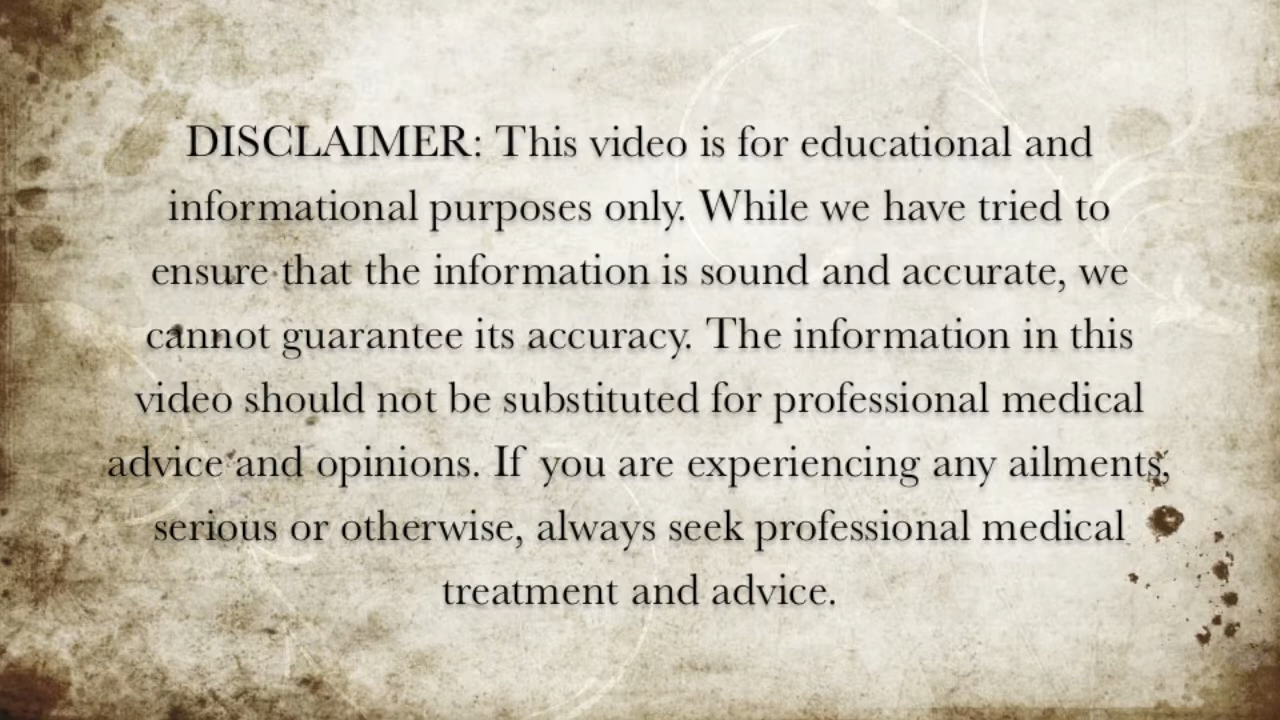 DISCLAIMER: This video is for educational and
informational purposes only. While we have tried to
ensure that the information is sound and accurate, we
cannot guarantee its accuracy. The information in this
video should not be substituted for professional medical
advice and opinions. If you are experiencing any ailments,
serious or otherwise, always seek professional medical
treatment and advice.